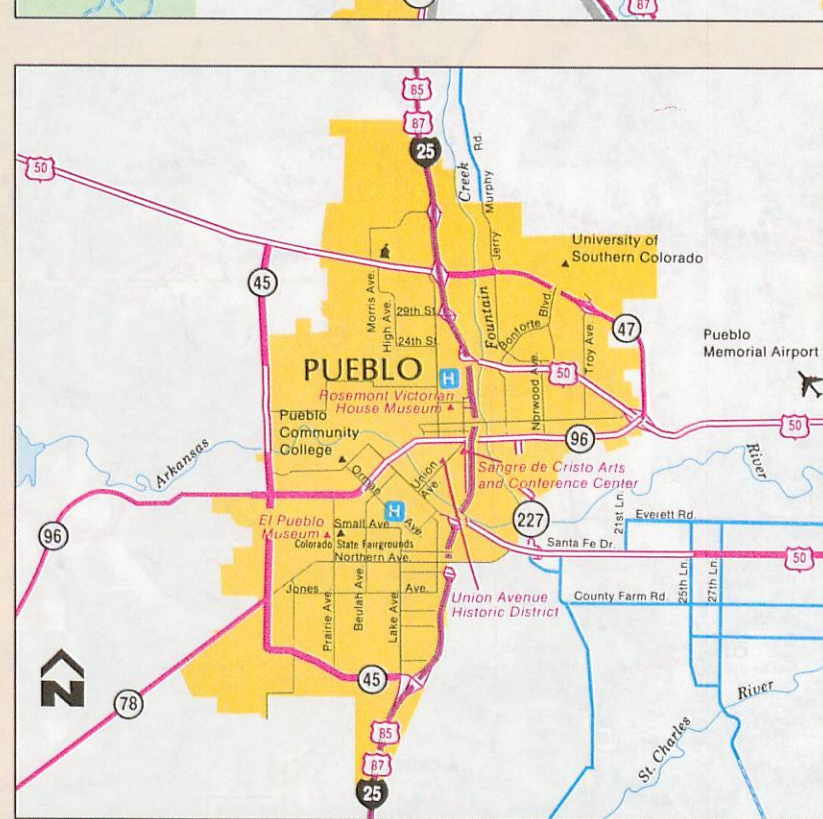 87
85
87
25
50
Creek
Rd.
Murphy
Jerry
University of
Southern Colorado
45
Morris Ave.
High Ave.
29th St.
24th St.
Fountain
Bonforte Blvd.
Troy Ave.
47
Pueblo
Memorial Airport
PUEBLO
H
50
Norwood Ave.
Rosemont Victorian
House Museum
50
Pueblo
Community
College
96
Arkansas
River
Union
Ave.
Sangre de Cristo Arts
and Conference Center
Orman
Ave.
H
227
21st Ln.
Everett Rd.
96
El Pueblo
Museum
Small Ave.
Colorado State Fairgrounds
Northern Ave.
Santa Fe Dr.
50
25th Ln.
27th Ln.
Jones
Ave.
Prairie Ave.
Beulah Ave.
Lake Ave.
Union Avenue
Historic District
County Farm Rd.
N
45
78
St. Charles
River
85
87
25